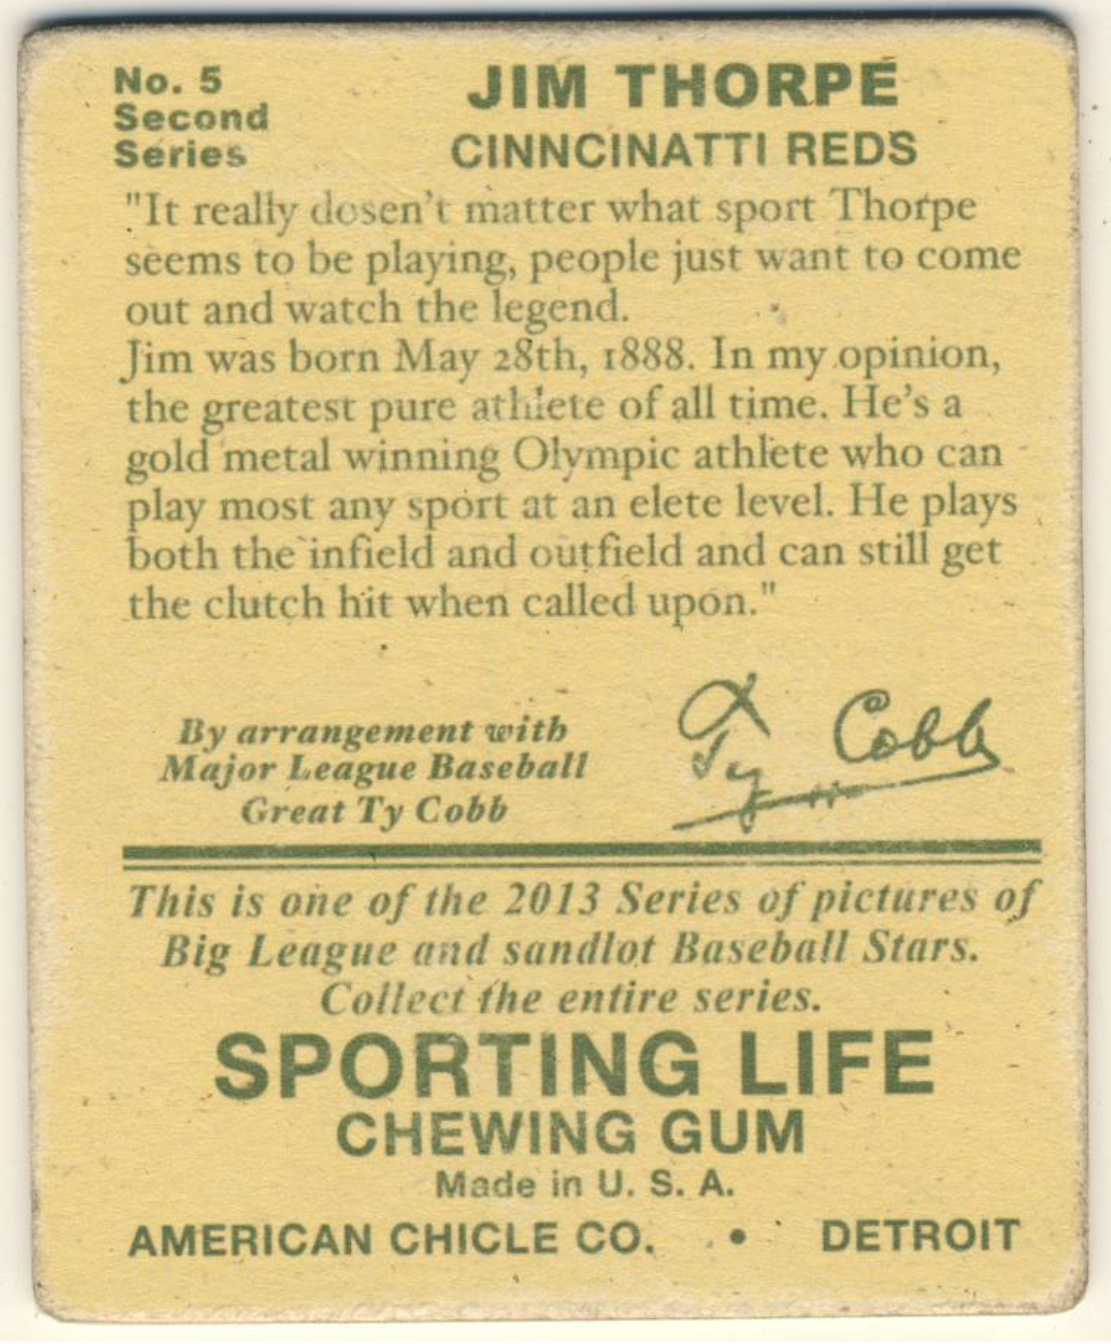 No. 5
Second
Series
JIM THORPE
CINNCINATTI REDS
"It really dosen't matter what sport Thorpe
seems to be playing, people just want to come
out and watch the legend.
Jim was born May 28th, 1888. In my opinion,
the greatest pure athlete of all time. He's a
gold metal winning Olympic athlete who can
play most any sport at an elete level. He plays
both the infield and outfield and can still get
the clutch hit when called upon."
By arrangement with
Major League Baseball
Great Ty Cobb
Ty Cobb
This is one of the 2013 Series of pictures of
Big League and sandlot Baseball Stars.
Collect the entire series.
SPORTING LIFE
CHEWING GUM
Made in U. S. A.
AMERICAN CHICLE CO. • DETROIT